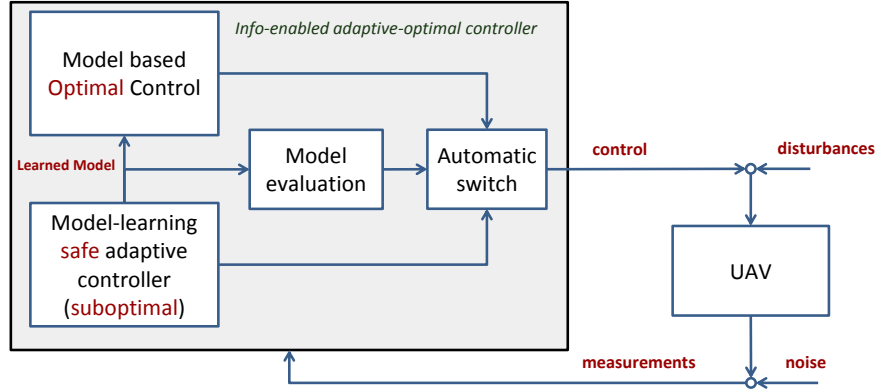 Info-enabled adaptive-optimal controller
Model based
Optimal Control
Learned Model
Model
evaluation
Automatic
switch
control
disturbances
Model-learning
safe adaptive
controller
(suboptimal)
UAV
measurements
noise